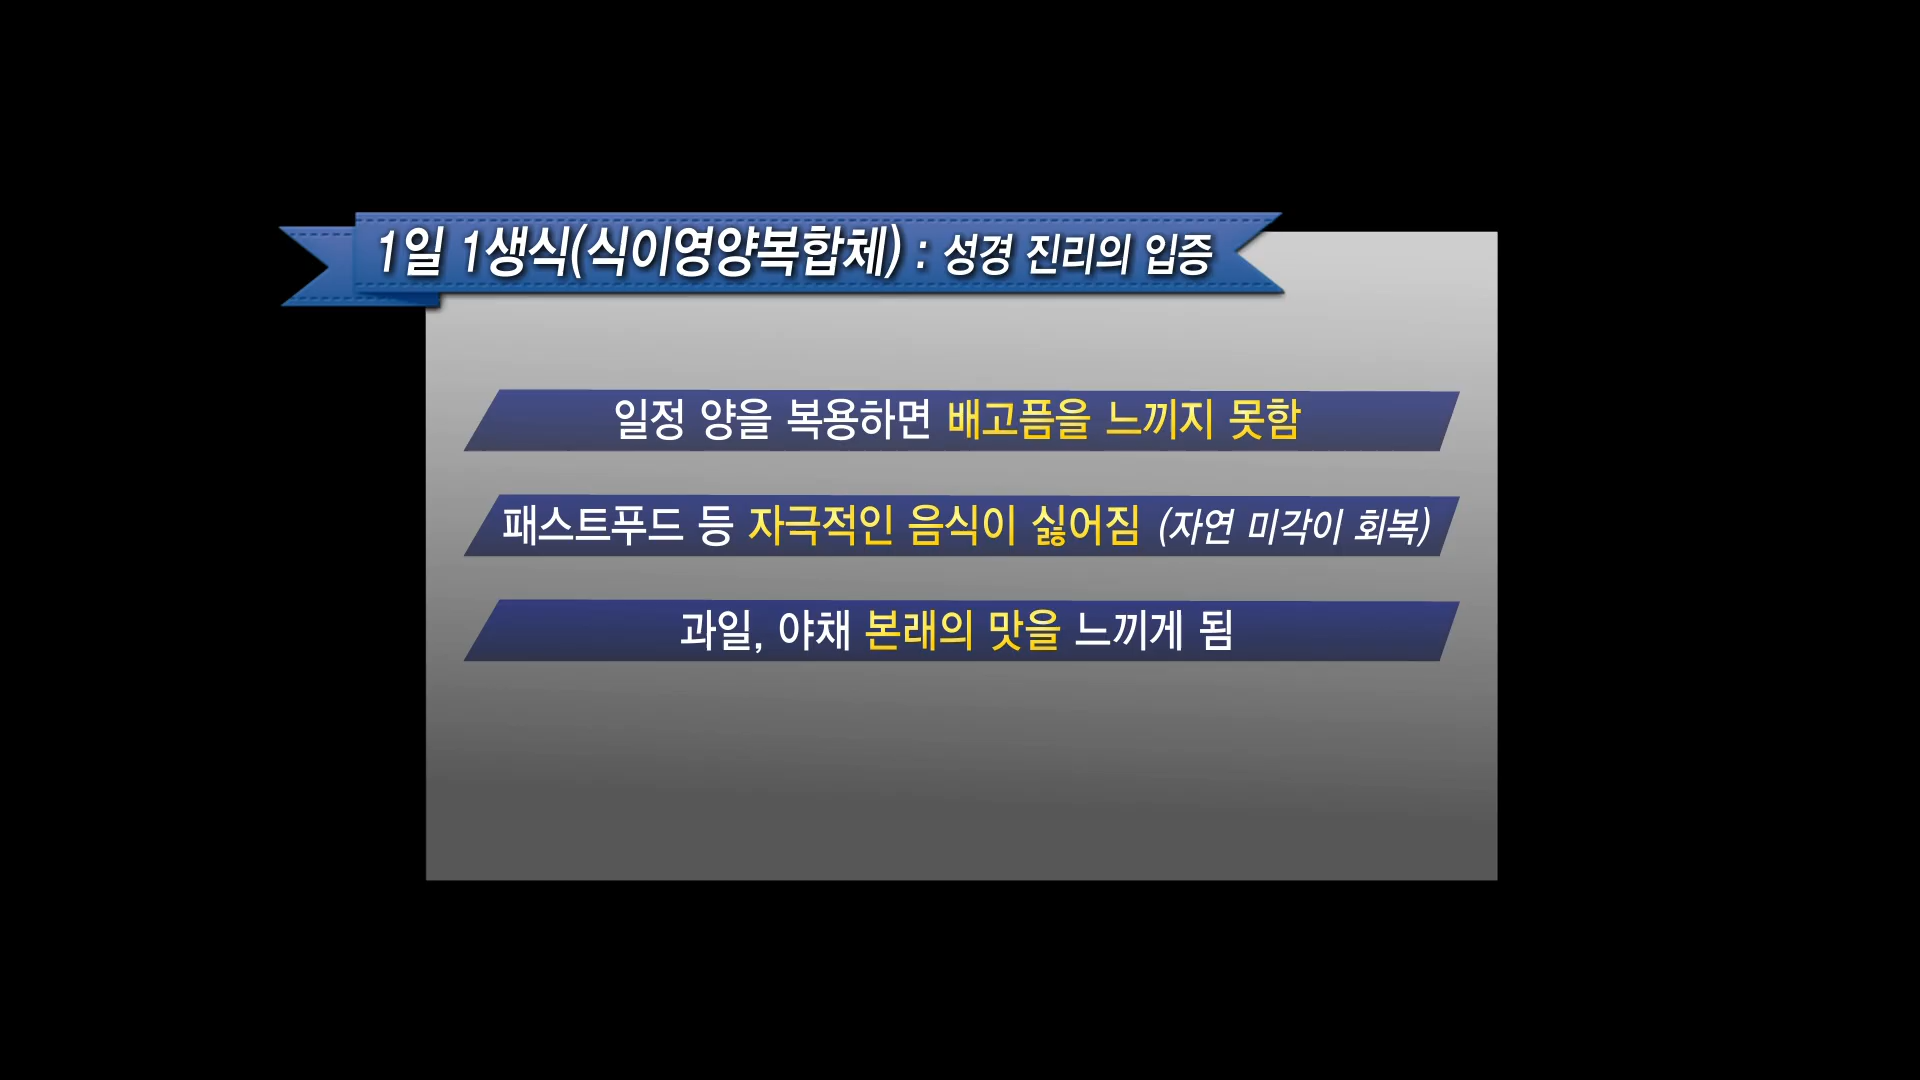 1일 1생식(식이영양복합체) : 성경 진리의 입증
일정 양을 복용하면 배고픔을 느끼지 못함
패스트푸드 등 자극적인 음식이 싫어짐 (자연 미각이 회복)
과일, 야채 본래의 맛을 느끼게 됨